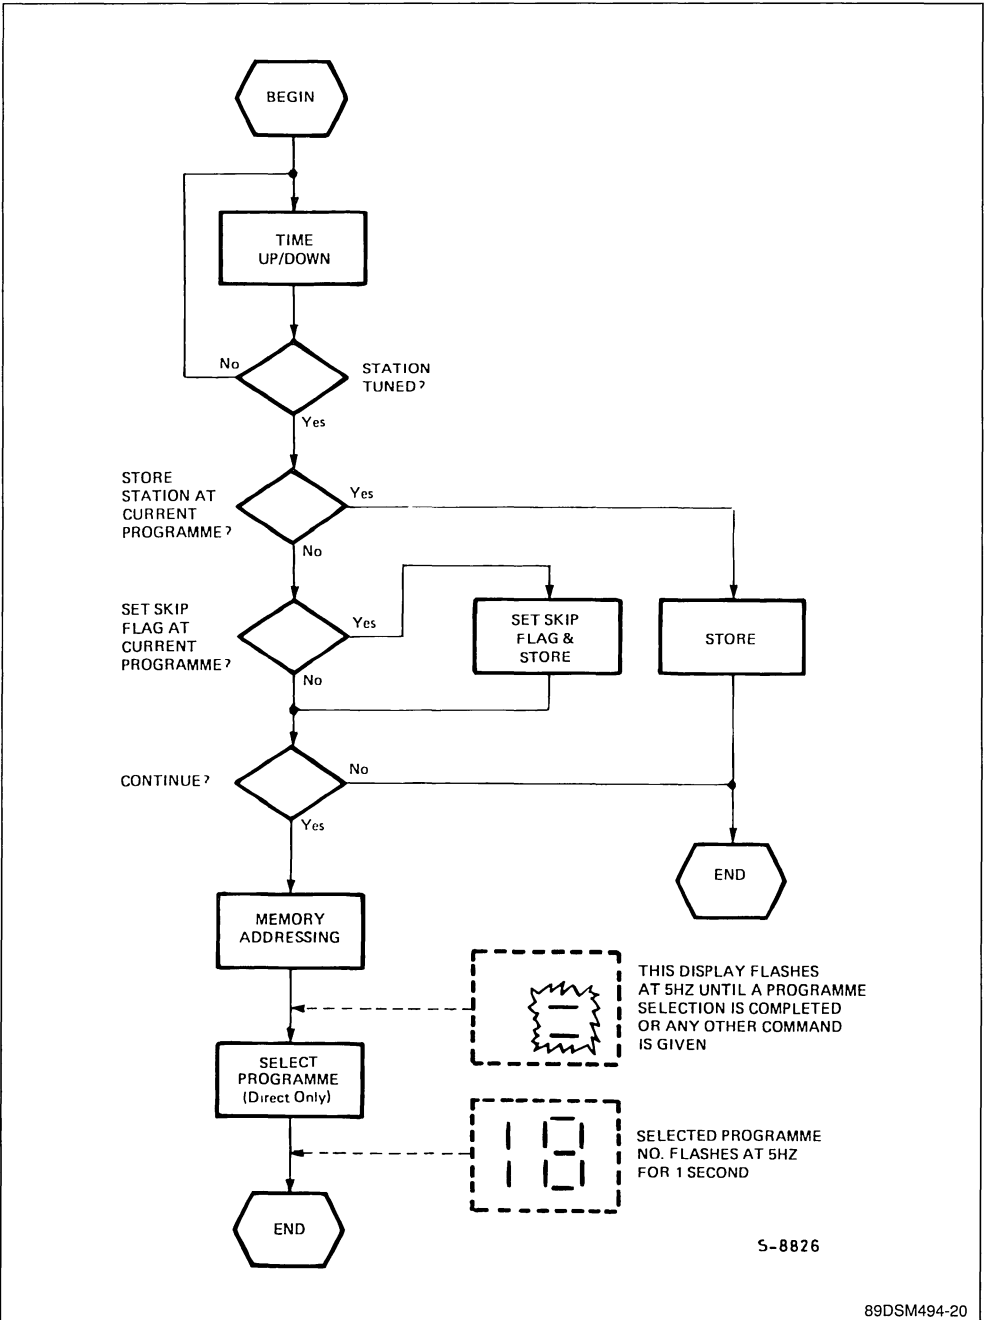 BEGIN
TIME
UP/DOWN
No
STATION
TUNED?
Yes
STORE
STATION AT
CURRENT
PROGRAMME?
Yes
No
SET SKIP
FLAG AT
CURRENT
PROGRAMME?
Yes
No
SET SKIP
FLAG &
STORE
STORE
CONTINUE?
No
Yes
END
MEMORY
ADDRESSING
THIS DISPLAY FLASHES
AT 5HZ UNTIL A PROGRAMME
SELECTION IS COMPLETED
OR ANY OTHER COMMAND
IS GIVEN
SELECT
PROGRAMME
(Direct Only)
18
SELECTED PROGRAMME
NO. FLASHES AT 5HZ
FOR 1 SECOND
END
S-8826
89DSM494-20